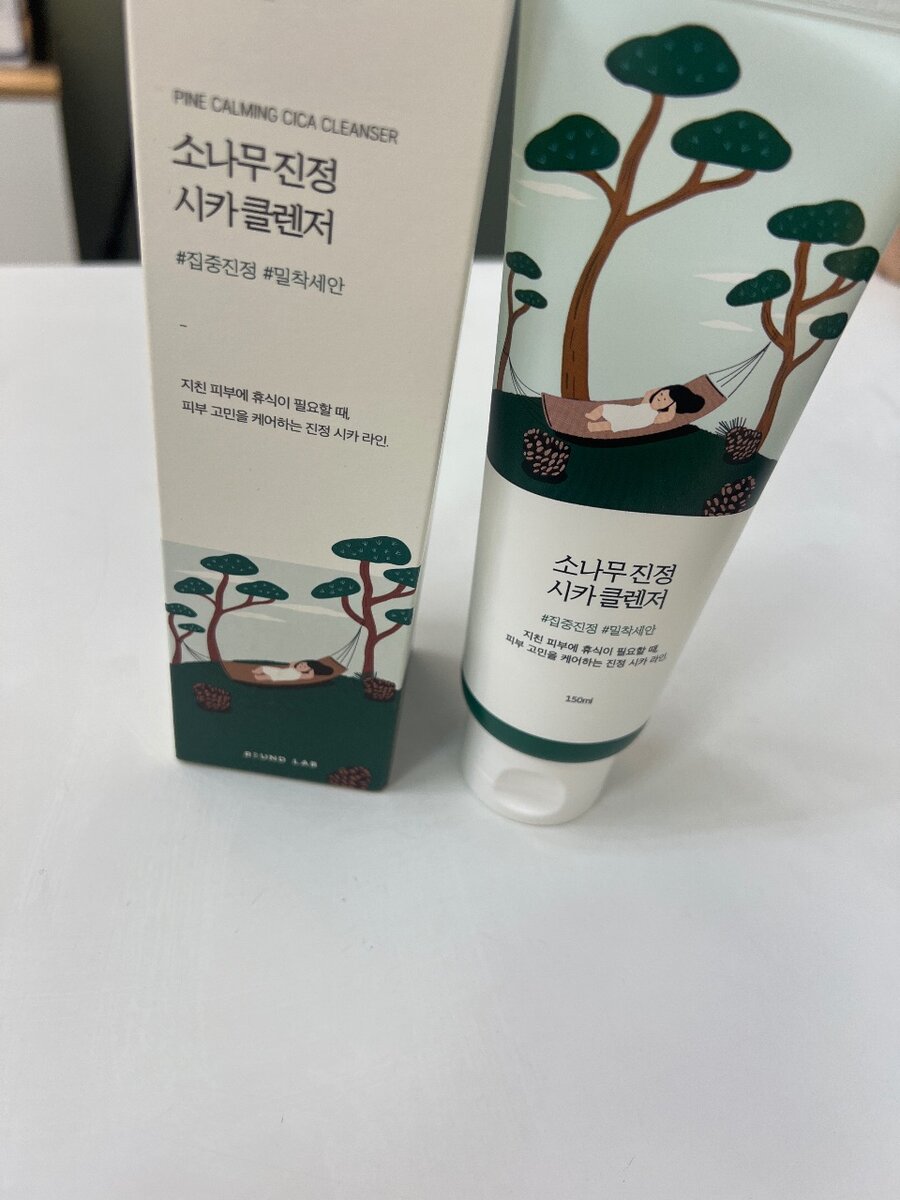 PINE CALMING CICA CLEANSER
소나무 진정
시카 클렌저
#집중진정 #밀착세안
지친 피부에 휴식이 필요할 때,
피부 고민을 케어하는 진정 시카 라인.
ROUND LAB
소나무 진정
시카 클렌저
#집중진정 #밀착세안
지친 피부에 휴식이 필요할 때,
피부 고민을 케어하는 진정 시카 라인.
150ml